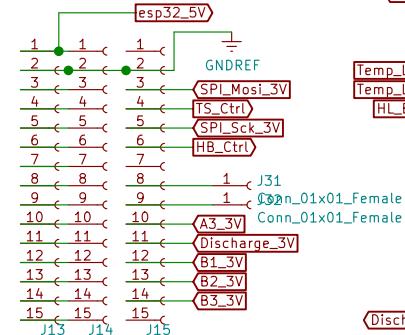 esp32_5V
1 1 1
2 2 2
GNDREF
3 3 3 SPI_Mosi_3V
4 4 4 TS_Ctrl
5 5 5 SPI_Sck_3V
6 6 6 HB_Ctrl
7 7 7
8 8 8 1 J31
Conn_01x01_Female
9 9 9 1 J32
Conn_01x01_Female
10 10 10 A3_3V
11 11 11 Discharge_3V
12 12 12 B1_3V
13 13 13 B2_3V
14 14 14 B3_3V
15 15 15
J13 J14 J15
Temp_
Temp_
HL_
Disch